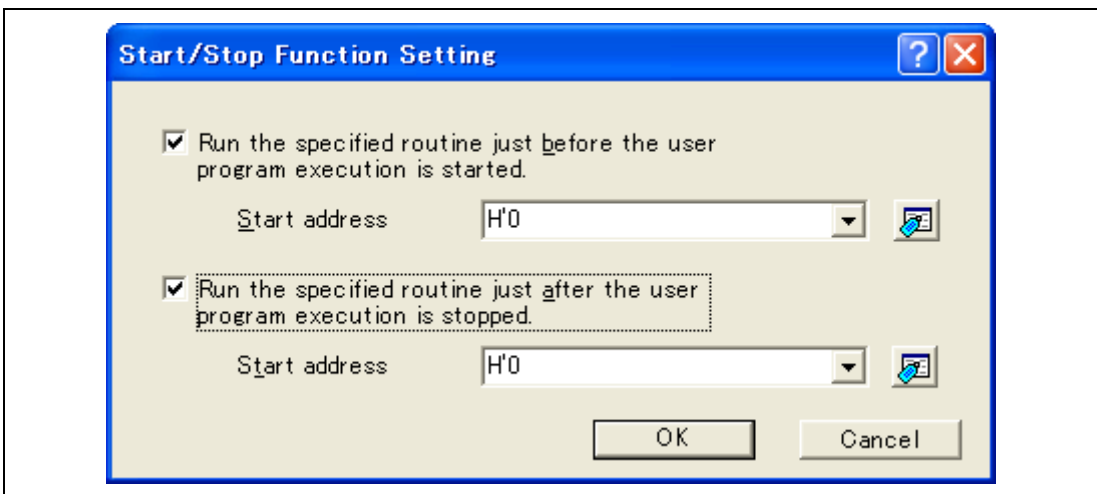 Start/Stop Function Setting
Run the specified routine just before the user
program execution is started.
Start address H'0
Run the specified routine just after the user
program execution is stopped.
Start address H'0
OK Cancel